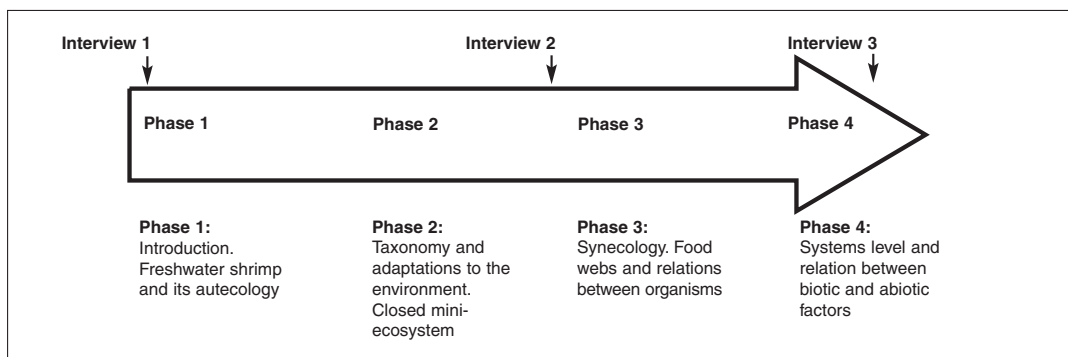 Interview 1
Interview 2
Interview 3
Phase 1
Phase 2
Phase 3
Phase 4
Phase 1:
Introduction.
Freshwater shrimp
and its autecology
Phase 2:
Taxonomy and
adaptations to the
environment.
Closed mini-
ecosystem
Phase 3:
Synecology. Food
webs and relations
between organisms
Phase 4:
Systems level and
relation between
biotic and abiotic
factors